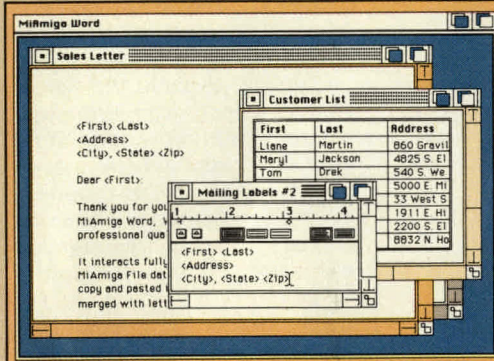 MiAmiga Word
Sales Letter
<First> <Last>
<Address>
<City>, <State> <Zip>
Dear <First>:
Thank you for you
MiAmiga Word,
professional qua
It interacts fully
MiAmiga File dat
copy and pasted
merged with lett
Customer List
First Last Address
Liane Martin 860 Gravil
Maryl Jackson 4825 S. El
Tom Drek 540 S. We
5000 E. Mi
33 West S
1911 E. Hi
2200 S. El
8832 N. Ho
Mailing Labels #2
1 2 3 4
<First> <Last>
<Address>
<City>, <State> <Zip>